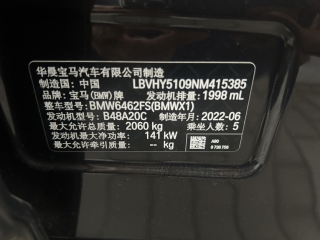 华晨宝马汽车有限公司制造
制造国：中国 LBVHY5109NM415385
品牌：宝马(BMW)牌 发动机排量：1998 mL
整车型号：BMW6462FS(BMWX1)
发动机型号：B48A20C 制造年月：2022-06
最大允许总质量：2060 kg 乘坐人数：5
发动机最大净功率：141 kW
最大允许牵引质量：-- kg